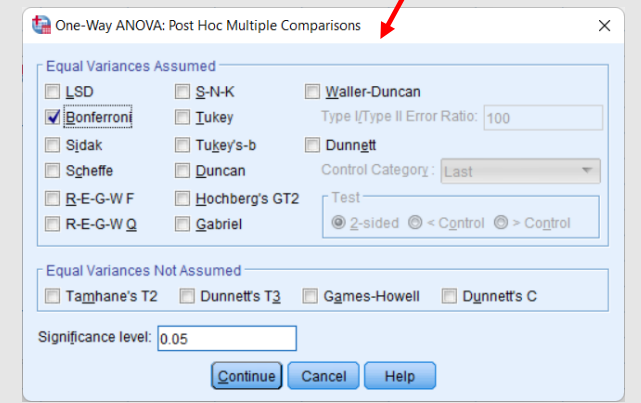 One-Way ANOVA: Post Hoc Multiple Comparisons
Equal Variances Assumed
LSD S-N-K Waller-Duncan
Bonferroni Tukey Type I/Type II Error Ratio: 100
Sidak Tukey's-b Dunnett
Scheffe Duncan Control Category: Last
R-E-G-W F Hochberg's GT2 Test
R-E-G-W Q Gabriel 2-sided < Control > Control
Equal Variances Not Assumed
Tamhane's T2 Dunnett's T3 Games-Howell Dunnett's C
Significance level: 0.05
Continue Cancel Help